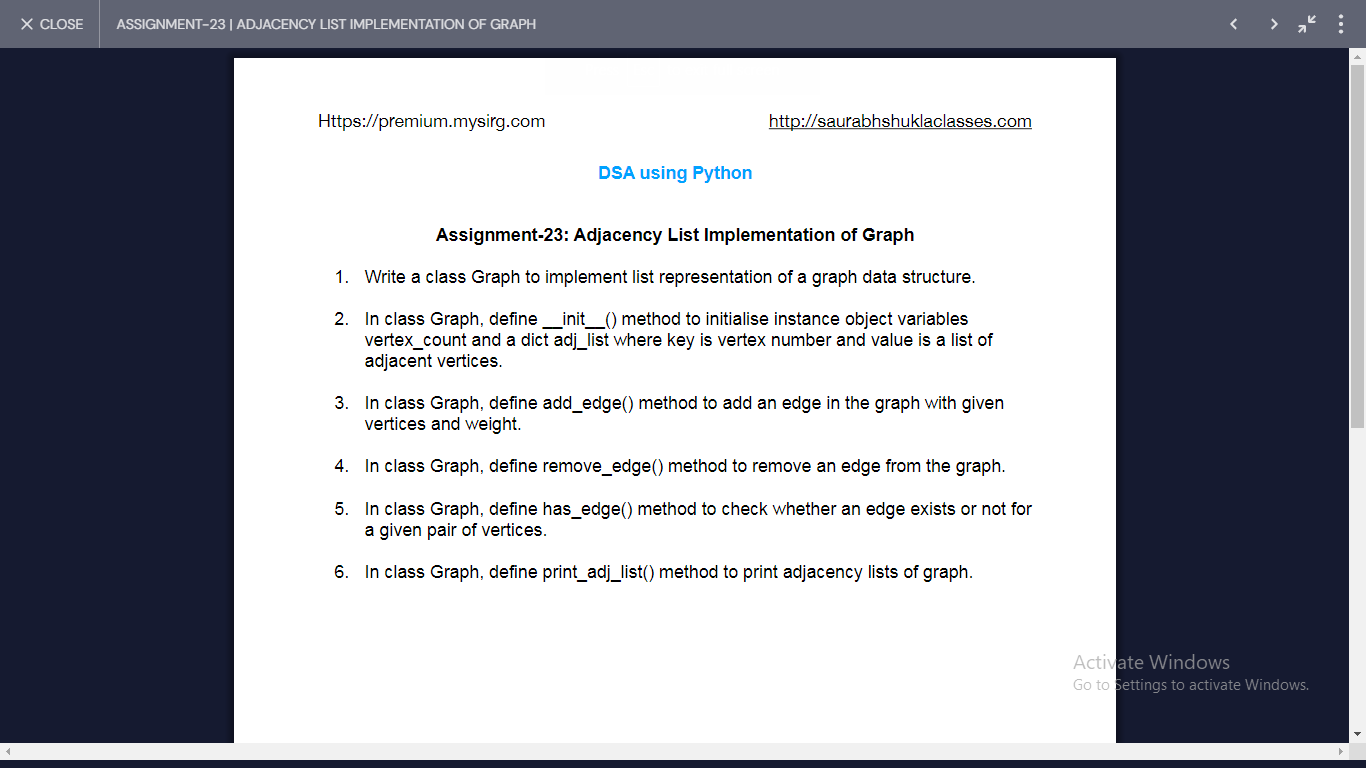 CLOSE
ASSIGNMENT-23 | ADJACENCY LIST IMPLEMENTATION OF GRAPH
Https://premium.mysirg.com
http://saurabhshuklaclasses.com
DSA using Python
Assignment-23: Adjacency List Implementation of Graph
1. Write a class Graph to implement list representation of a graph data structure.
2. In class Graph, define __init__() method to initialise instance object variables
vertex_count and a dict adj_list where key is vertex number and value is a list of
adjacent vertices.
3. In class Graph, define add_edge() method to add an edge in the graph with given
vertices and weight.
4. In class Graph, define remove_edge() method to remove an edge from the graph.
5. In class Graph, define has_edge() method to check whether an edge exists or not for
a given pair of vertices.
6. In class Graph, define print_adj_list() method to print adjacency lists of graph.
Activate Windows
Go to Settings to activate Windows.